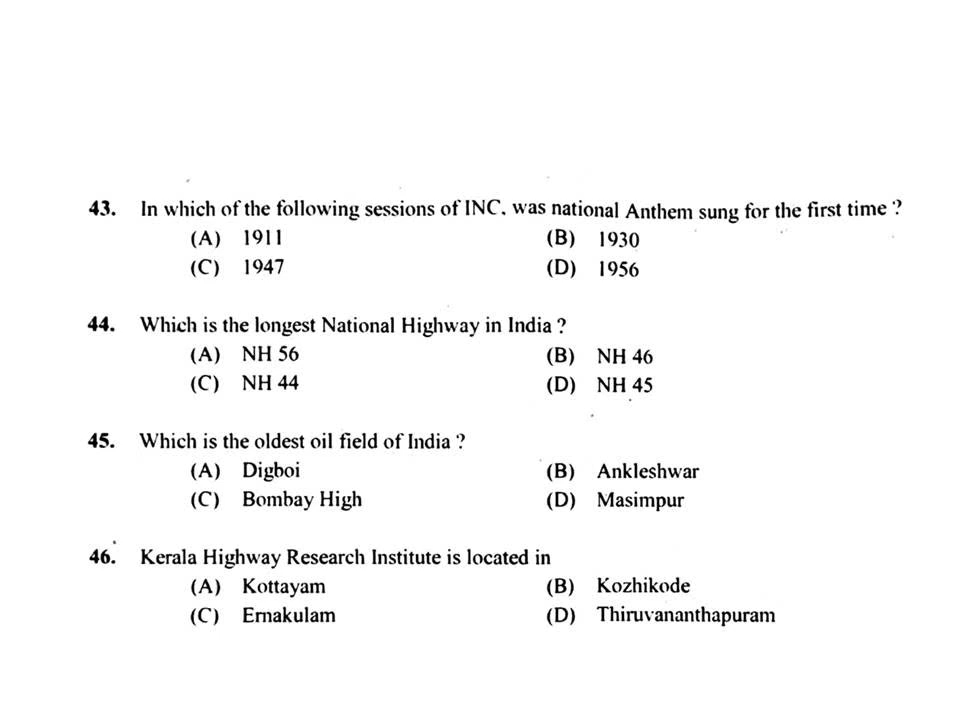 43. In which of the following sessions of INC. was national Anthem sung for the first time ?
(A) 1911 (B) 1930
(C) 1947 (D) 1956
44. Which is the longest National Highway in India ?
(A) NH 56 (B) NH 46
(C) NH 44 (D) NH 45
45. Which is the oldest oil field of India ?
(A) Digboi (B) Ankleshwar
(C) Bombay High (D) Masimpur
46. Kerala Highway Research Institute is located in
(A) Kottayam (B) Kozhikode
(C) Ernakulam (D) Thiruvananthapuram